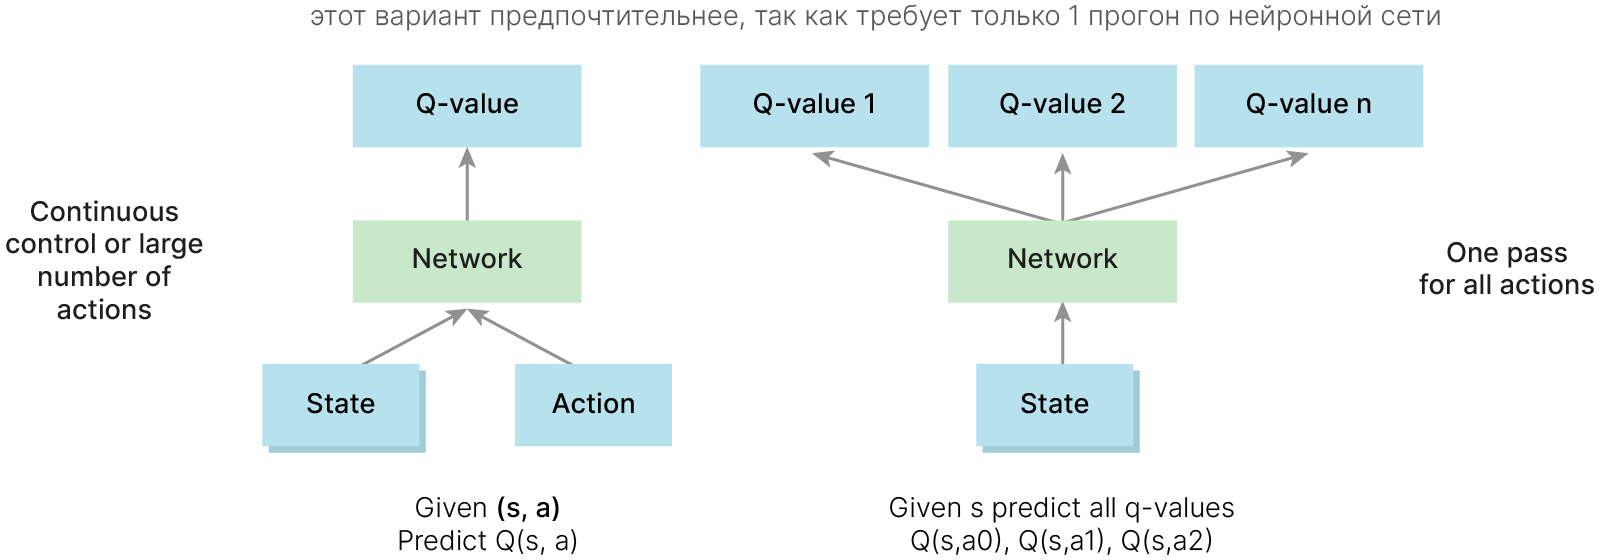 этот вариант предпочтительнее, так как требует только 1 прогон по нейронной сети
Q-value
Q-value 1
Q-value 2
Q-value n
Continuous
control or large
number of
actions
Network
Network
One pass
for all actions
State
Action
State
Given (s, a)
Predict Q(s, a)
Given s predict all q-values
Q(s,a0), Q(s,a1), Q(s,a2)